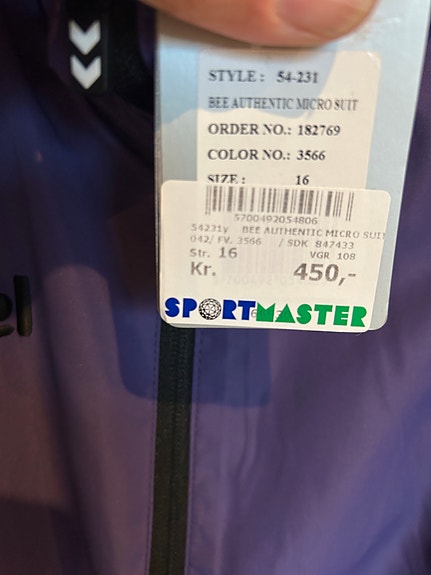 STYLE : 54-231
BEE AUTHENTIC MICRO SUIT
ORDER NO.: 182769
COLOR NO.: 3566
SIZE : 16
5700492054806
54231y BEE AUTHENTIC MICRO SUI
042/ FV. 3566 / SDK 847433
Str. 16 VGR 108
Kr. 450,-
SPORTMASTER